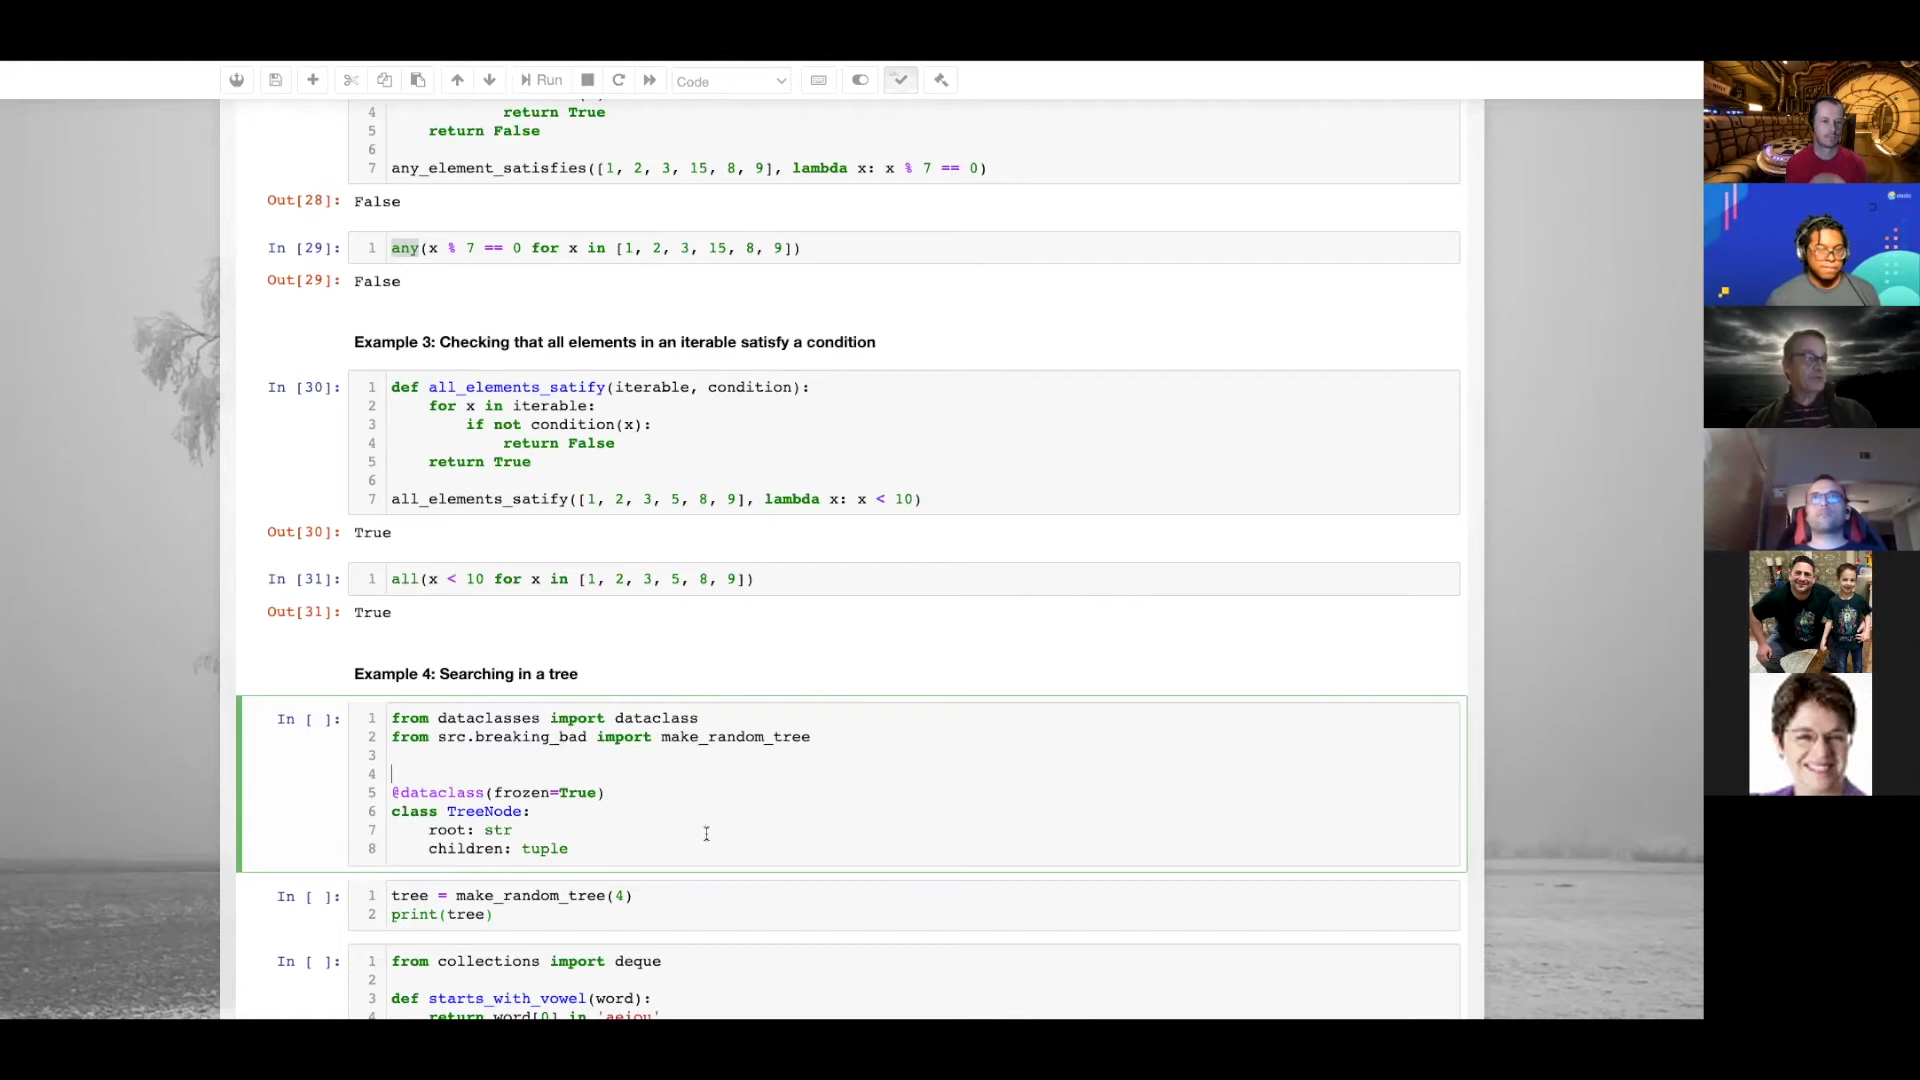 Run
Code
4 return True
5 return False
6
7 any_element_satisfies([1, 2, 3, 15, 8, 9], lambda x: x % 7 == 0)
Out[28]: False
In [29]: 1 any(x % 7 == 0 for x in [1, 2, 3, 15, 8, 9])
Out[29]: False
Example 3: Checking that all elements in an iterable satisfy a condition
In [30]: 1 def all_elements_satify(iterable, condition):
2 for x in iterable:
3 if not condition(x):
4 return False
5 return True
6
7 all_elements_satify([1, 2, 3, 5, 8, 9], lambda x: x < 10)
Out[30]: True
In [31]: 1 all(x < 10 for x in [1, 2, 3, 5, 8, 9])
Out[31]: True
Example 4: Searching in a tree
In [ ]: 1 from dataclasses import dataclass
2 from src.breaking_bad import make_random_tree
3
4
5 @dataclass(frozen=True)
6 class TreeNode:
7 root: str
8 children: tuple
In [ ]: 1 tree = make_random_tree(4)
2 print(tree)
In [ ]: 1 from collections import deque
2
3 def starts_with_vowel(word):
4 return word[0] in 'aeiou'
elastic